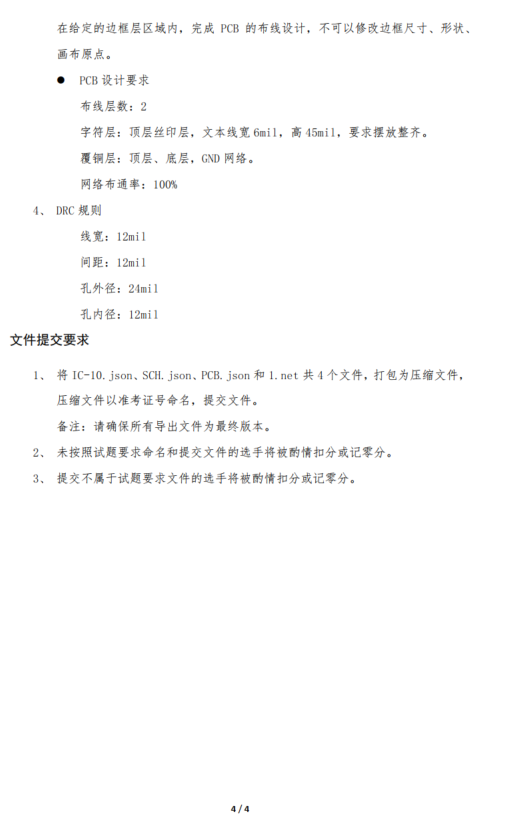 在给定的边框层区域内，完成 PCB 的布线设计，不可以修改边框尺寸、形状、
画布原点。
● PCB 设计要求
布线层数：2
字符层：顶层丝印层，文本线宽 6mil，高 45mil，要求摆放整齐。
覆铜层：顶层、底层，GND 网络。
网络布通率：100%
4、 DRC 规则
线宽：12mil
间距：12mil
孔外径：24mil
孔内径：12mil
文件提交要求
1、 将 IC-10.json、SCH.json、PCB.json 和 1.net 共 4 个文件，打包为压缩文件，
压缩文件以准考证号命名，提交文件。
备注：请确保所有导出文件为最终版本。
2、 未按照试题要求命名和提交文件的选手将被酌情扣分或记零分。
3、 提交不属于试题要求文件的选手将被酌情扣分或记零分。
4 / 4